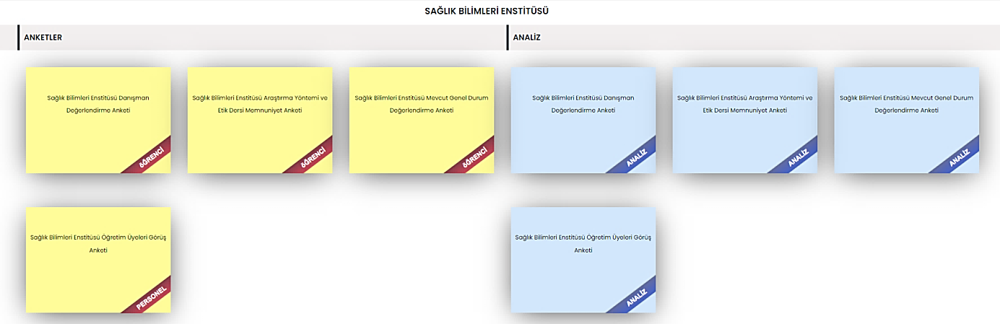 SAĞLIK BİLİMLERİ ENSTİTÜSÜ
ANKETLER
Sağlık Bilimleri Enstitüsü Danışman
Değerlendirme Anketi
ÖĞRENCİ
Sağlık Bilimleri Enstitüsü Araştırma Yöntemi ve
Etik Dersi Memnuniyet Anketi
ÖĞRENCİ
Sağlık Bilimleri Enstitüsü Mevcut Genel Durum
Değerlendirme Anketi
ÖĞRENCİ
Sağlık Bilimleri Enstitüsü Öğretim Üyeleri Görüş
Anketi
PERSONEL
ANALİZ
Sağlık Bilimleri Enstitüsü Danışman
Değerlendirme Anketi
ANALİZ
Sağlık Bilimleri Enstitüsü Araştırma Yöntemi ve
Etik Dersi Memnuniyet Anketi
ANALİZ
Sağlık Bilimleri Enstitüsü Mevcut Genel Durum
Değerlendirme Anketi
ANALİZ
Sağlık Bilimleri Enstitüsü Öğretim Üyeleri Görüş
Anketi
ANALİZ